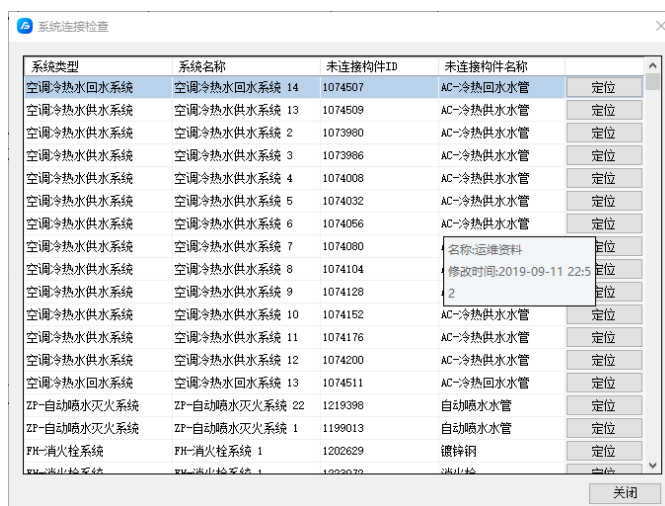 系统连接检查
系统类型 系统名称 未连接构件ID 未连接构件名称
空调冷热水回水系统 空调冷热水回水系统 14 1074507 AC-冷热回水水管 定位
空调冷热水供水系统 空调冷热水供水系统 13 1074509 AC-冷热供水水管 定位
空调冷热水供水系统 空调冷热水供水系统 2 1073980 AC-冷热供水水管 定位
空调冷热水供水系统 空调冷热水供水系统 3 1073986 AC-冷热供水水管 定位
空调冷热水供水系统 空调冷热水供水系统 4 1074008 AC-冷热供水水管 定位
空调冷热水供水系统 空调冷热水供水系统 5 1074032 AC-冷热供水水管 定位
空调冷热水供水系统 空调冷热水供水系统 6 1074056 AC-冷热供水水管 定位
空调冷热水供水系统 空调冷热水供水系统 7 1074080 定位
名称:运维资料
空调冷热水供水系统 空调冷热水供水系统 8 1074104 定位
修改时间:2019-09-11 22:5
空调冷热水供水系统 空调冷热水供水系统 9 1074128 定位
2
空调冷热水供水系统 空调冷热水供水系统 10 1074152 AC-冷热供水水管 定位
空调冷热水供水系统 空调冷热水供水系统 11 1074176 AC-冷热供水水管 定位
空调冷热水供水系统 空调冷热水供水系统 12 1074200 AC-冷热供水水管 定位
空调冷热水回水系统 空调冷热水回水系统 13 1074511 AC-冷热回水水管 定位
ZP-自动喷水灭火系统 ZP-自动喷水灭火系统 22 1219398 自动喷水水管 定位
ZP-自动喷水灭火系统 ZP-自动喷水灭火系统 1 1199013 自动喷水水管 定位
FH-消火栓系统 FH-消火栓系统 1 1202629 镀锌钢 定位
关闭